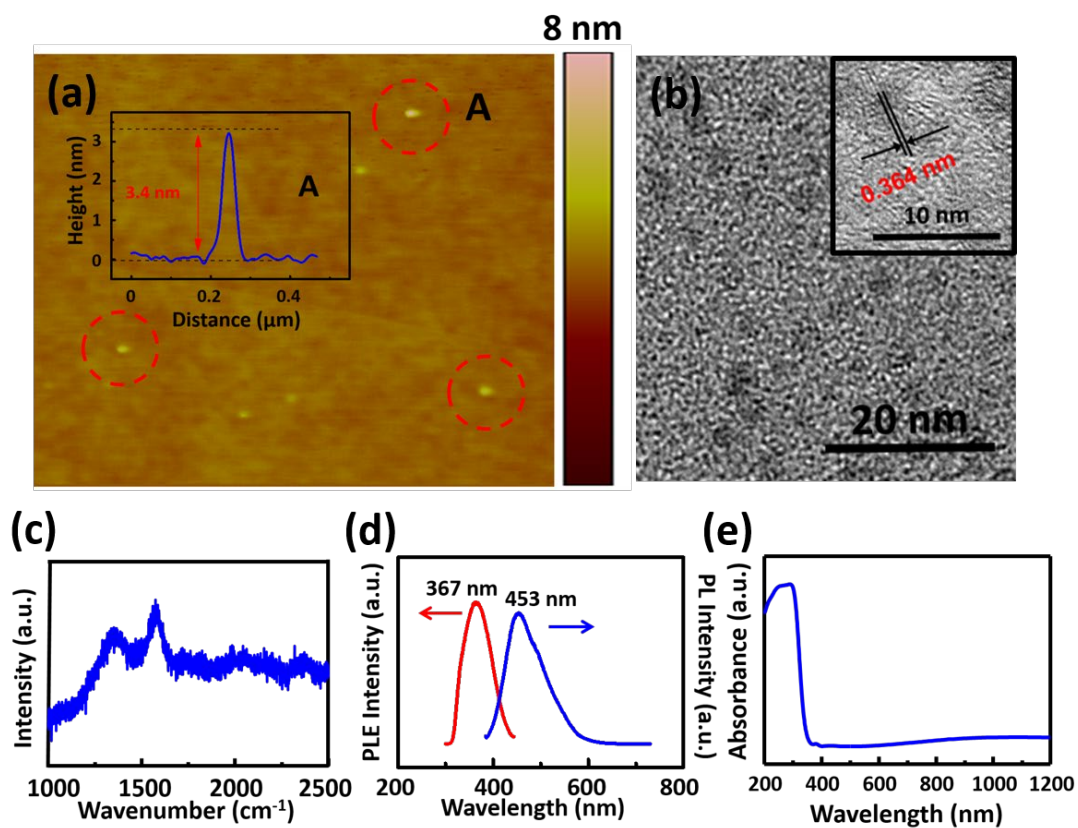 8 nm
(a)
A
3
2
1
0
Height (nm)
3.4 nm
A
0
0.2
0.4
Distance (μm)
(b)
0.364 nm
10 nm
20 nm
(c)
Intensity (a.u.)
1000 1500 2000 2500
Wavenumber (cm⁻¹)
(d)
PLE Intensity (a.u.)
367 nm
453 nm
200 400 600 800
Wavelength (nm)
PL Intensity (a.u.)
(e)
Absorbance (a.u.)
200 400 600 800 1000 1200
Wavelength (nm)